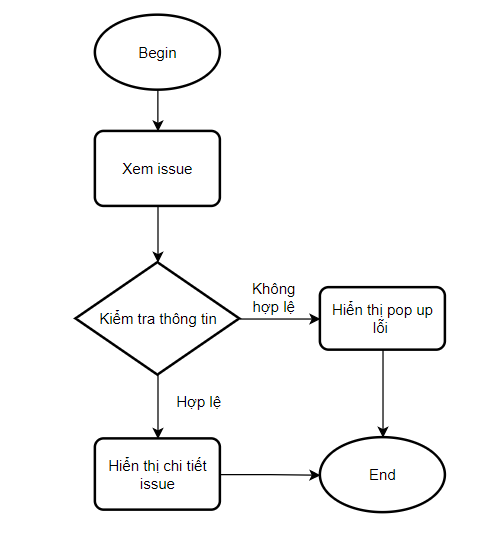 Begin
Xem issue
Kiểm tra thông tin
Không
hợp lệ
Hiển thị pop up
lỗi
Hợp lệ
Hiển thị chi tiết
issue
End